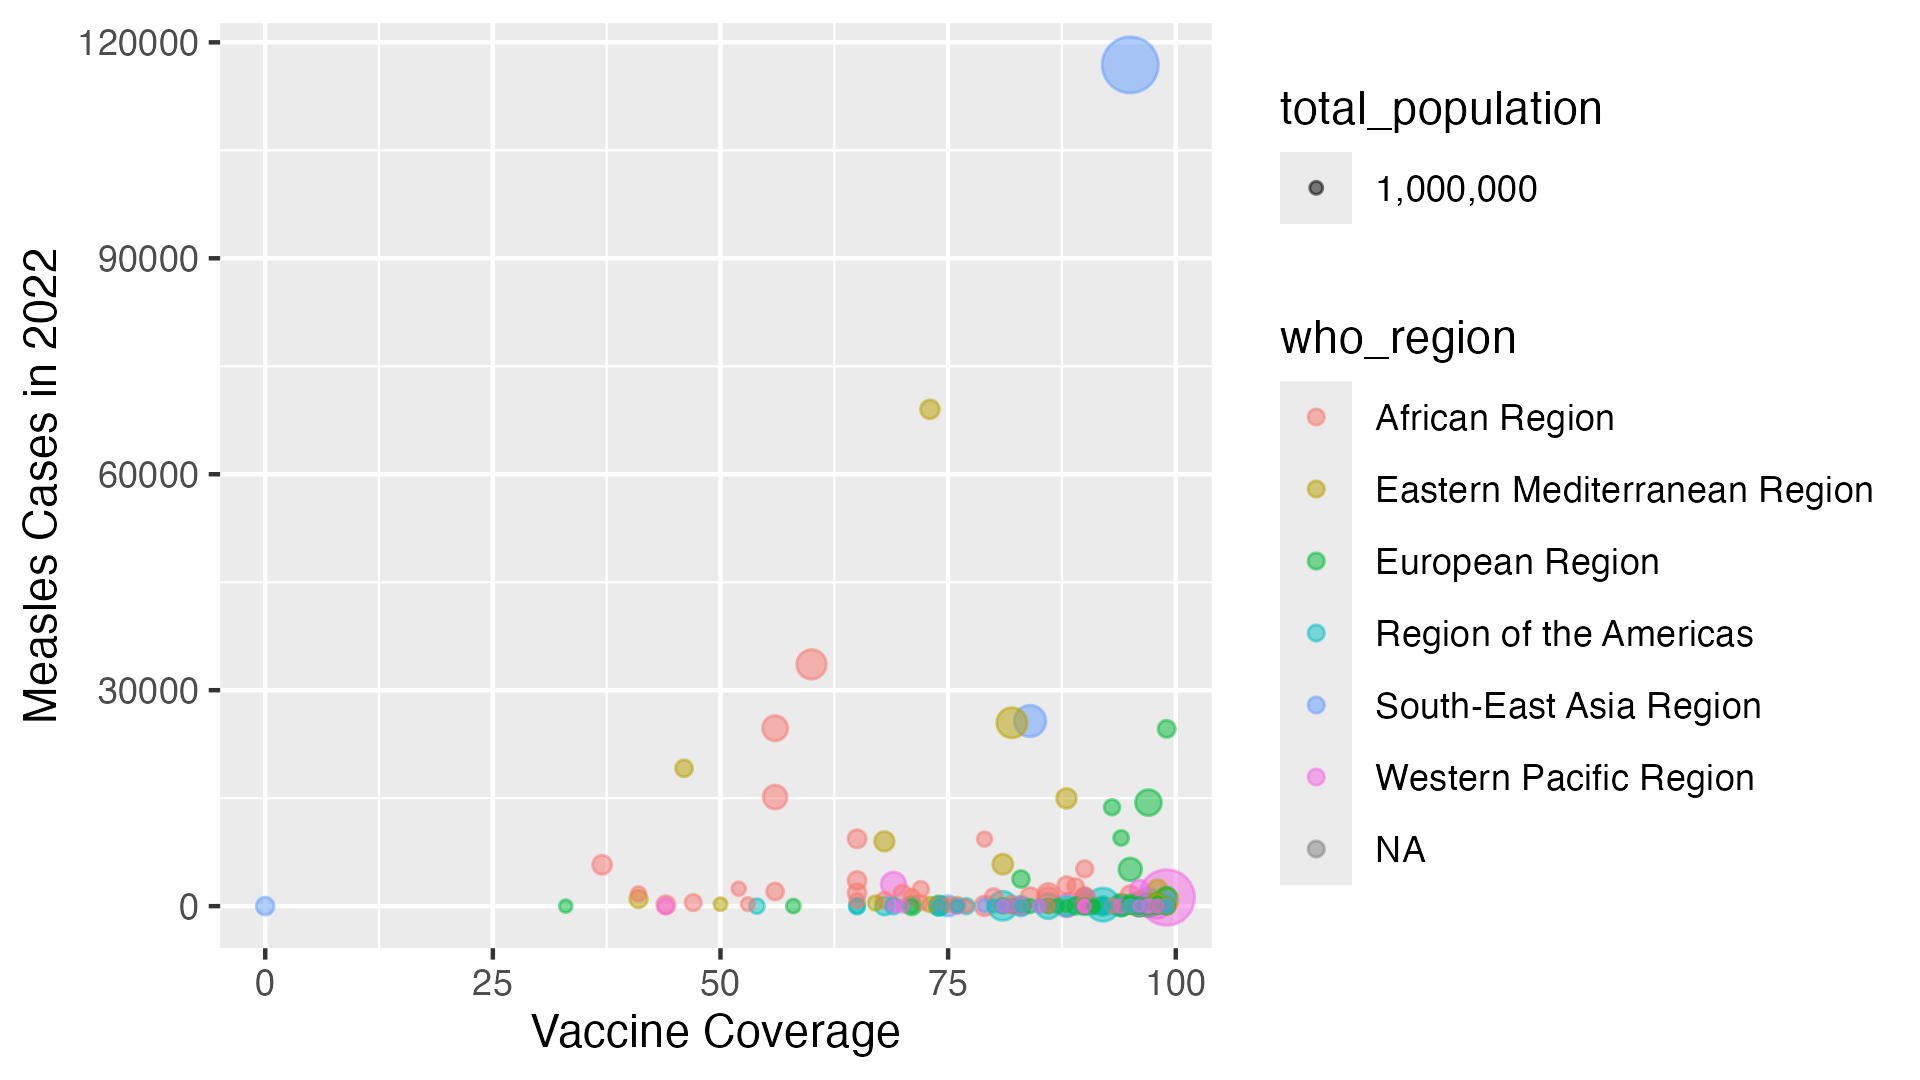 120000
90000
60000
30000
0
Measles Cases in 2022
0 25 50 75 100
Vaccine Coverage
total_population
1,000,000
who_region
African Region
Eastern Mediterranean Region
European Region
Region of the Americas
South-East Asia Region
Western Pacific Region
NA